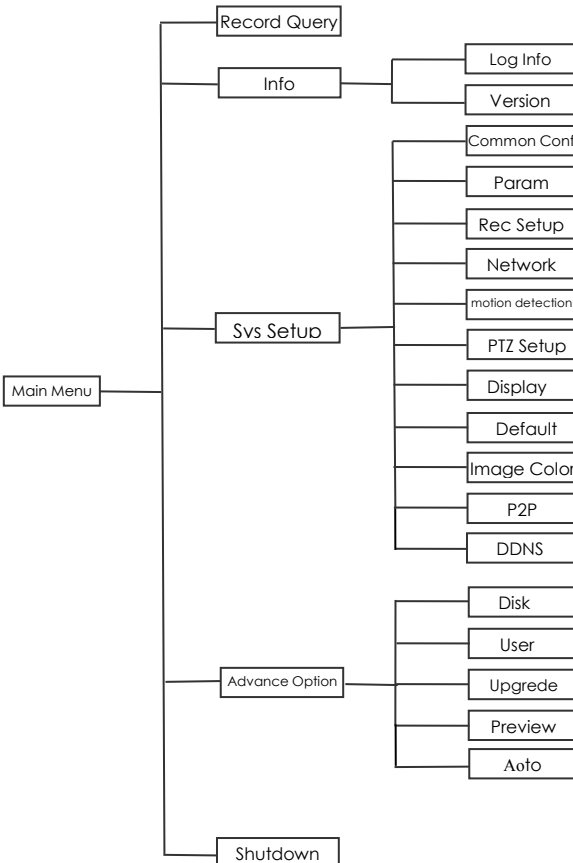 Record Query
Info
Log Info
Version
Common Conf
Param
Rec Setup
Network
motion detection
Sys Setup
PTZ Setup
Main Menu
Display
Default
Image Color
P2P
DDNS
Disk
User
Advance Option
Upgrede
Preview
Aoto
Shutdown